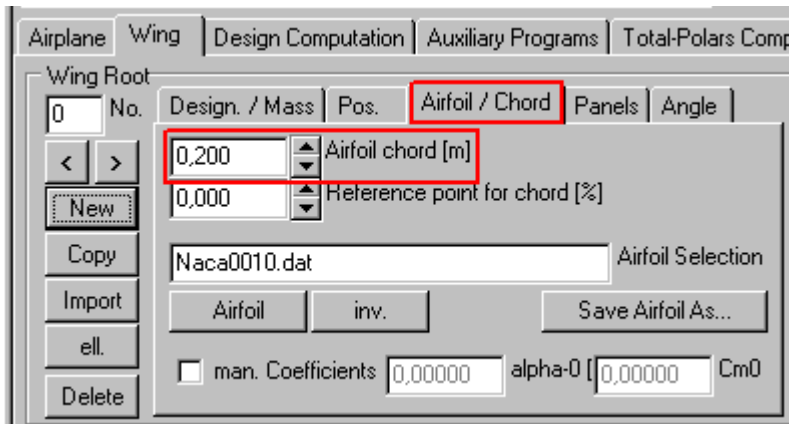 Airplane Wing Design Computation Auxiliary Programs Total-Polars Comp
Wing Root
0 No. Design. / Mass Pos. Airfoil / Chord Panels Angle
< > 0,200 Airfoil chord [m]
New 0,000 Reference point for chord [%]
Copy Naca0010.dat Airfoil Selection
Import Airfoil inv. Save Airfoil As...
ell.
man. Coefficients 0,00000 alpha-0 [ 0,00000 Cm0
Delete